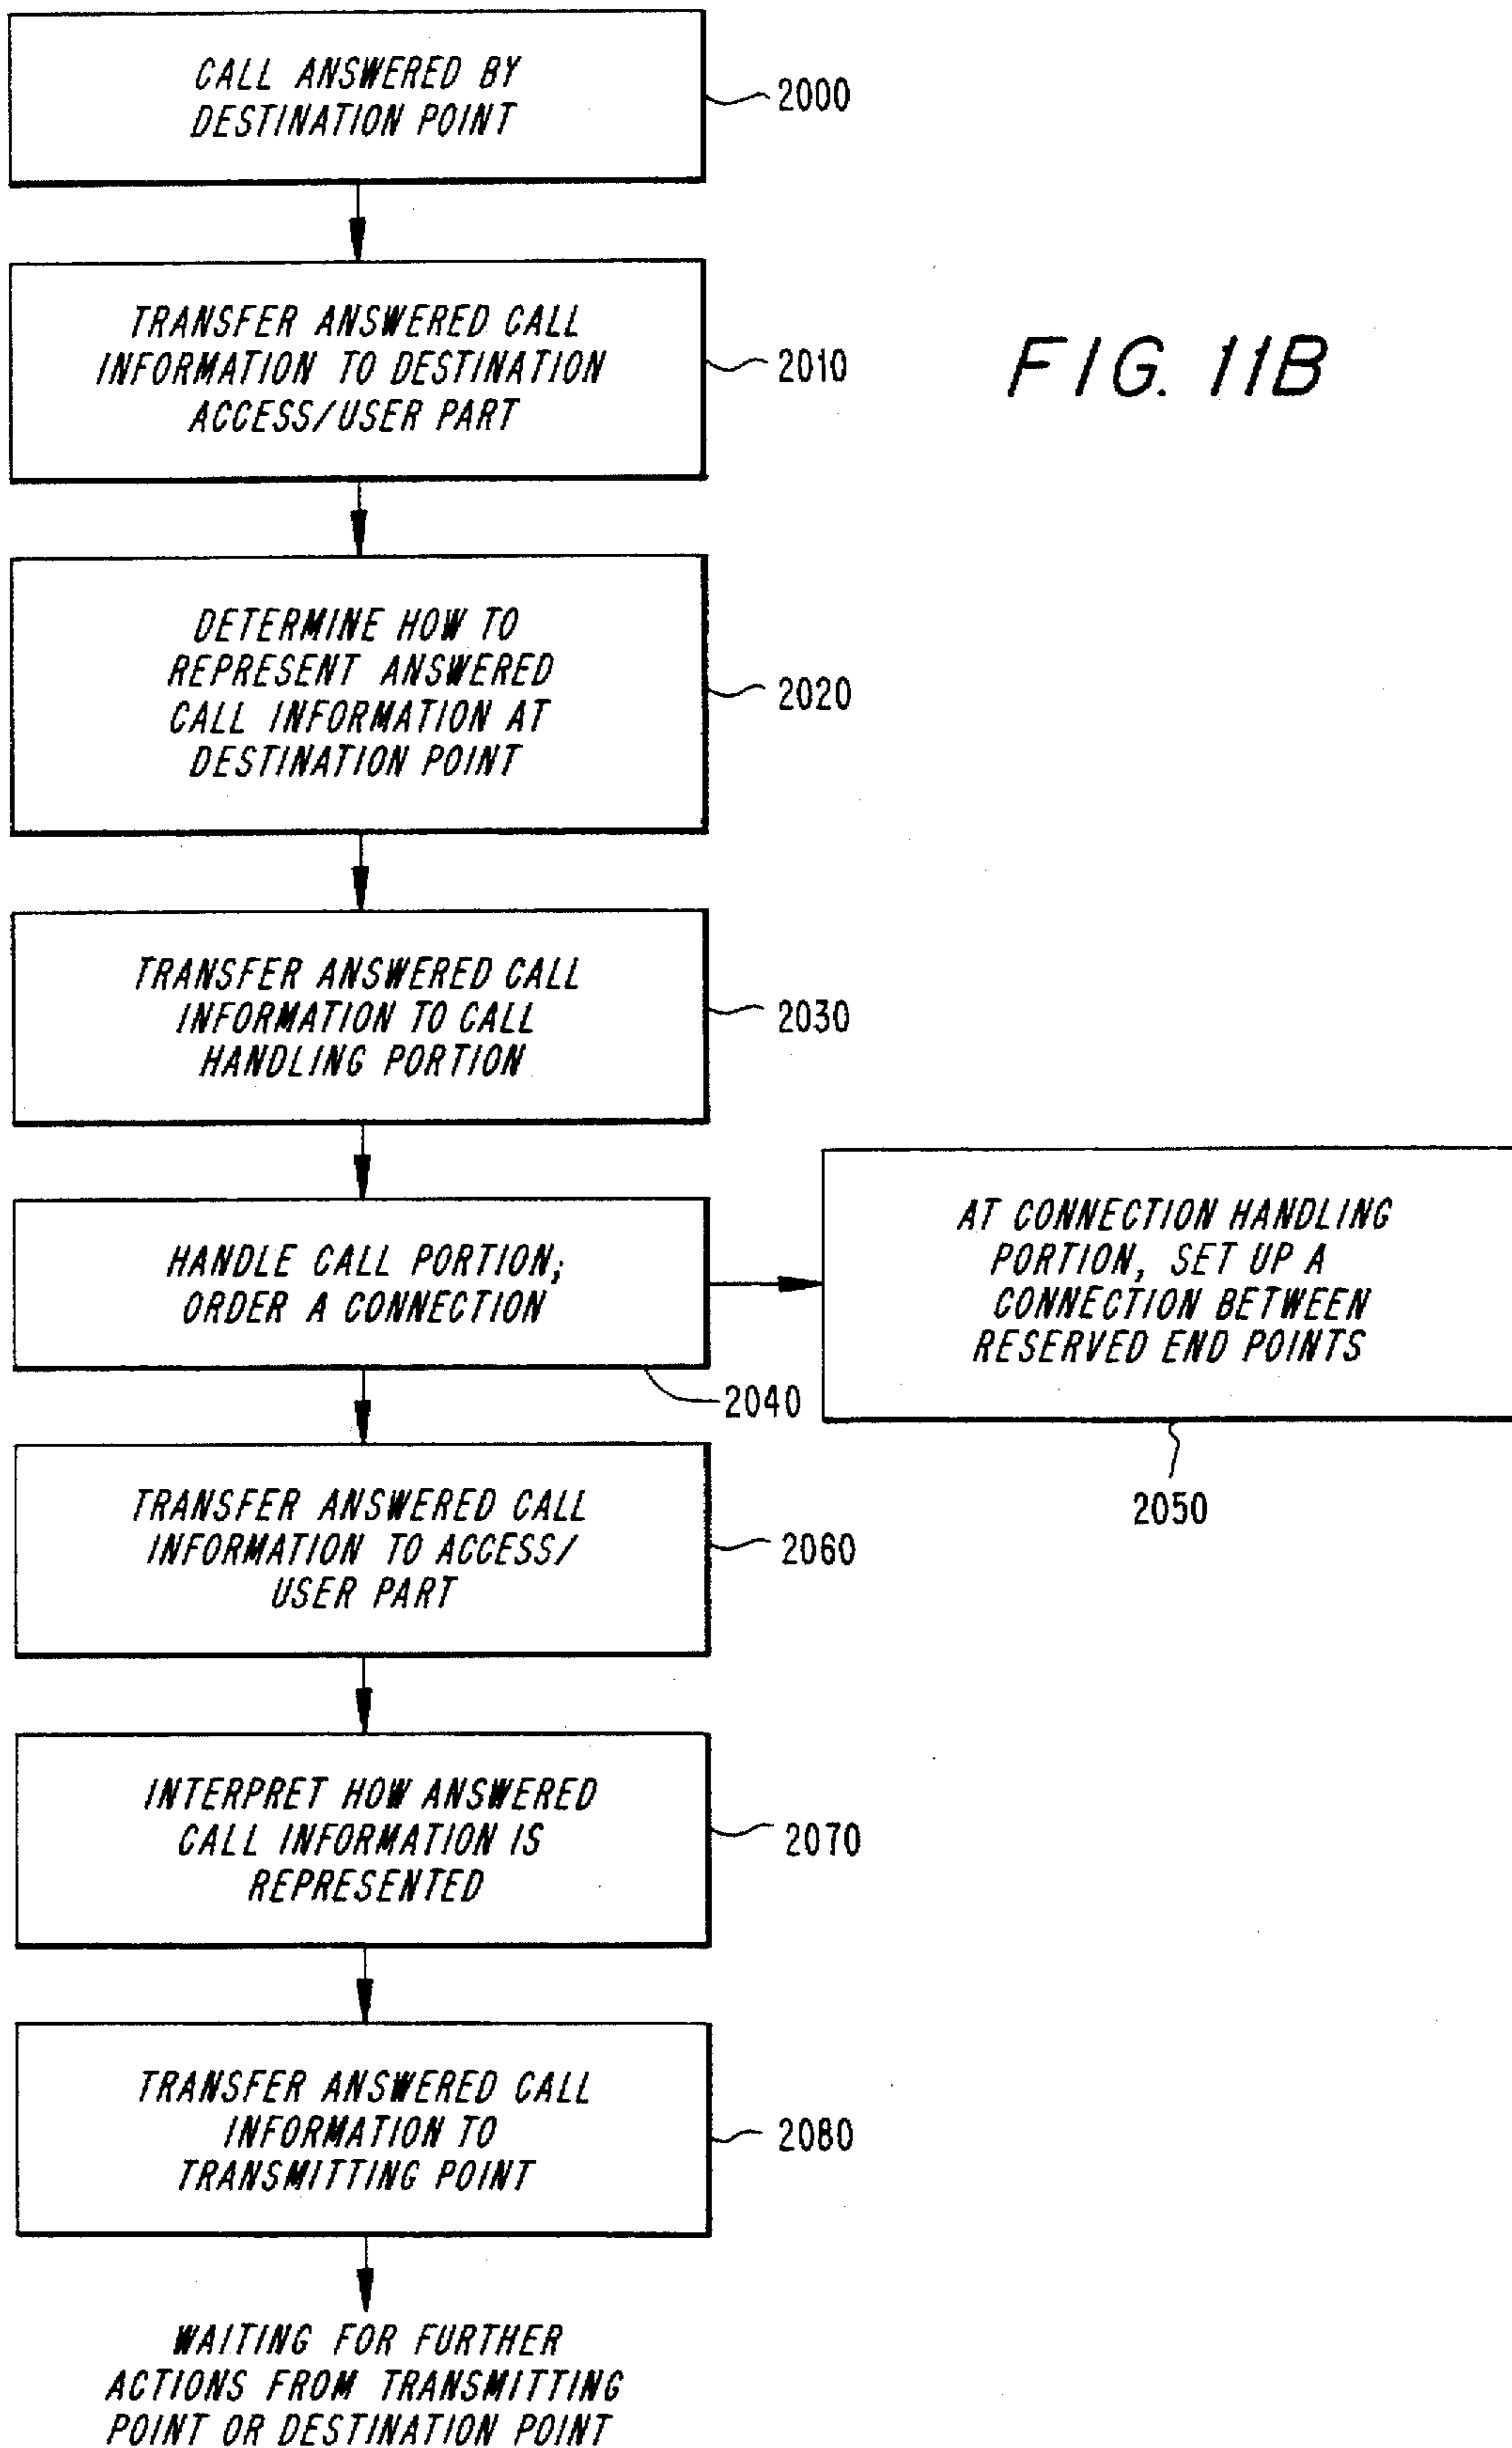 CALL ANSWERED BY
DESTINATION POINT
2000
TRANSFER ANSWERED CALL
INFORMATION TO DESTINATION
ACCESS/USER PART
2010
FIG. 11B
DETERMINE HOW TO
REPRESENT ANSWERED
CALL INFORMATION AT
DESTINATION POINT
2020
TRANSFER ANSWERED CALL
INFORMATION TO CALL
HANDLING PORTION
2030
HANDLE CALL PORTION;
ORDER A CONNECTION
2040
AT CONNECTION HANDLING
PORTION, SET UP A
CONNECTION BETWEEN
RESERVED END POINTS
2050
TRANSFER ANSWERED CALL
INFORMATION TO ACCESS/
USER PART
2060
INTERPRET HOW ANSWERED
CALL INFORMATION IS
REPRESENTED
2070
TRANSFER ANSWERED CALL
INFORMATION TO
TRANSMITTING POINT
2080
WAITING FOR FURTHER
ACTIONS FROM TRANSMITTING
POINT OR DESTINATION POINT